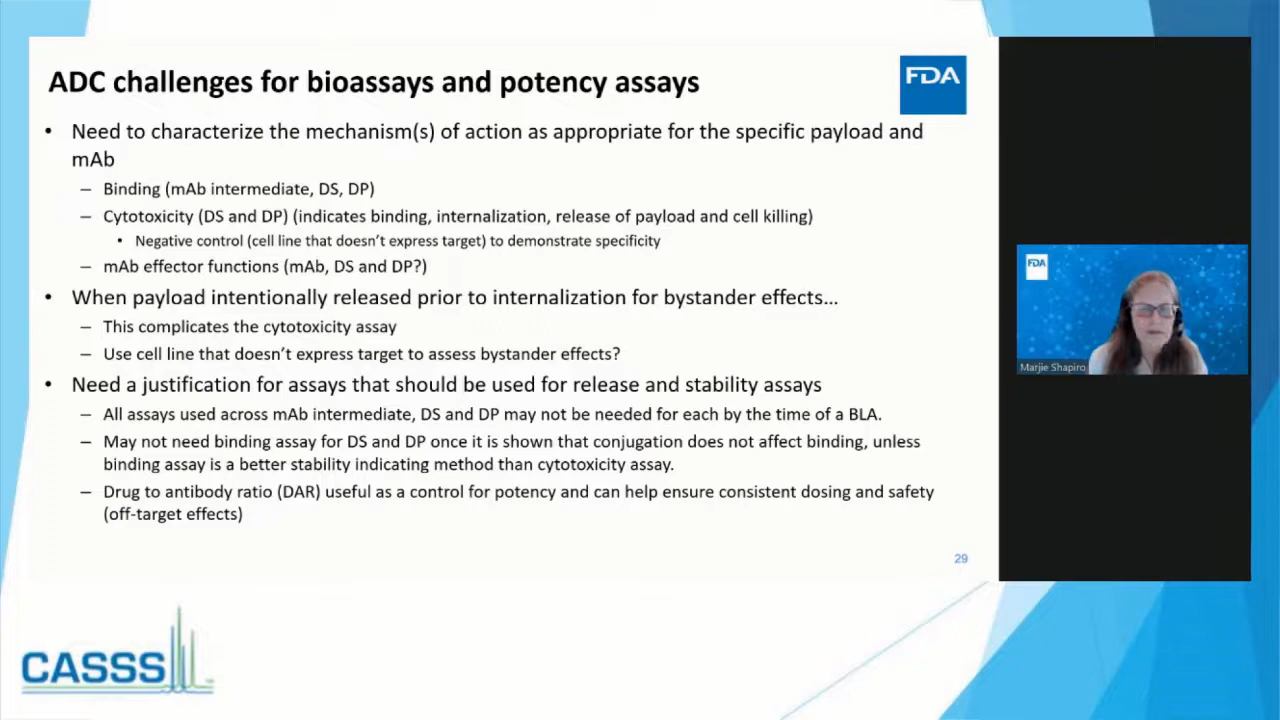 ADC challenges for bioassays and potency assays
FDA
• Need to characterize the mechanism(s) of action as appropriate for the specific payload and
mAb
– Binding (mAb intermediate, DS, DP)
– Cytotoxicity (DS and DP) (indicates binding, internalization, release of payload and cell killing)
• Negative control (cell line that doesn't express target) to demonstrate specificity
– mAb effector functions (mAb, DS and DP?)
• When payload intentionally released prior to internalization for bystander effects…
– This complicates the cytotoxicity assay
– Use cell line that doesn't express target to assess bystander effects?
• Need a justification for assays that should be used for release and stability assays
– All assays used across mAb intermediate, DS and DP may not be needed for each by the time of a BLA.
– May not need binding assay for DS and DP once it is shown that conjugation does not affect binding, unless
binding assay is a better stability indicating method than cytotoxicity assay.
– Drug to antibody ratio (DAR) useful as a control for potency and can help ensure consistent dosing and safety
(off-target effects)
29
FDA
Marjie Shapiro
CASSS